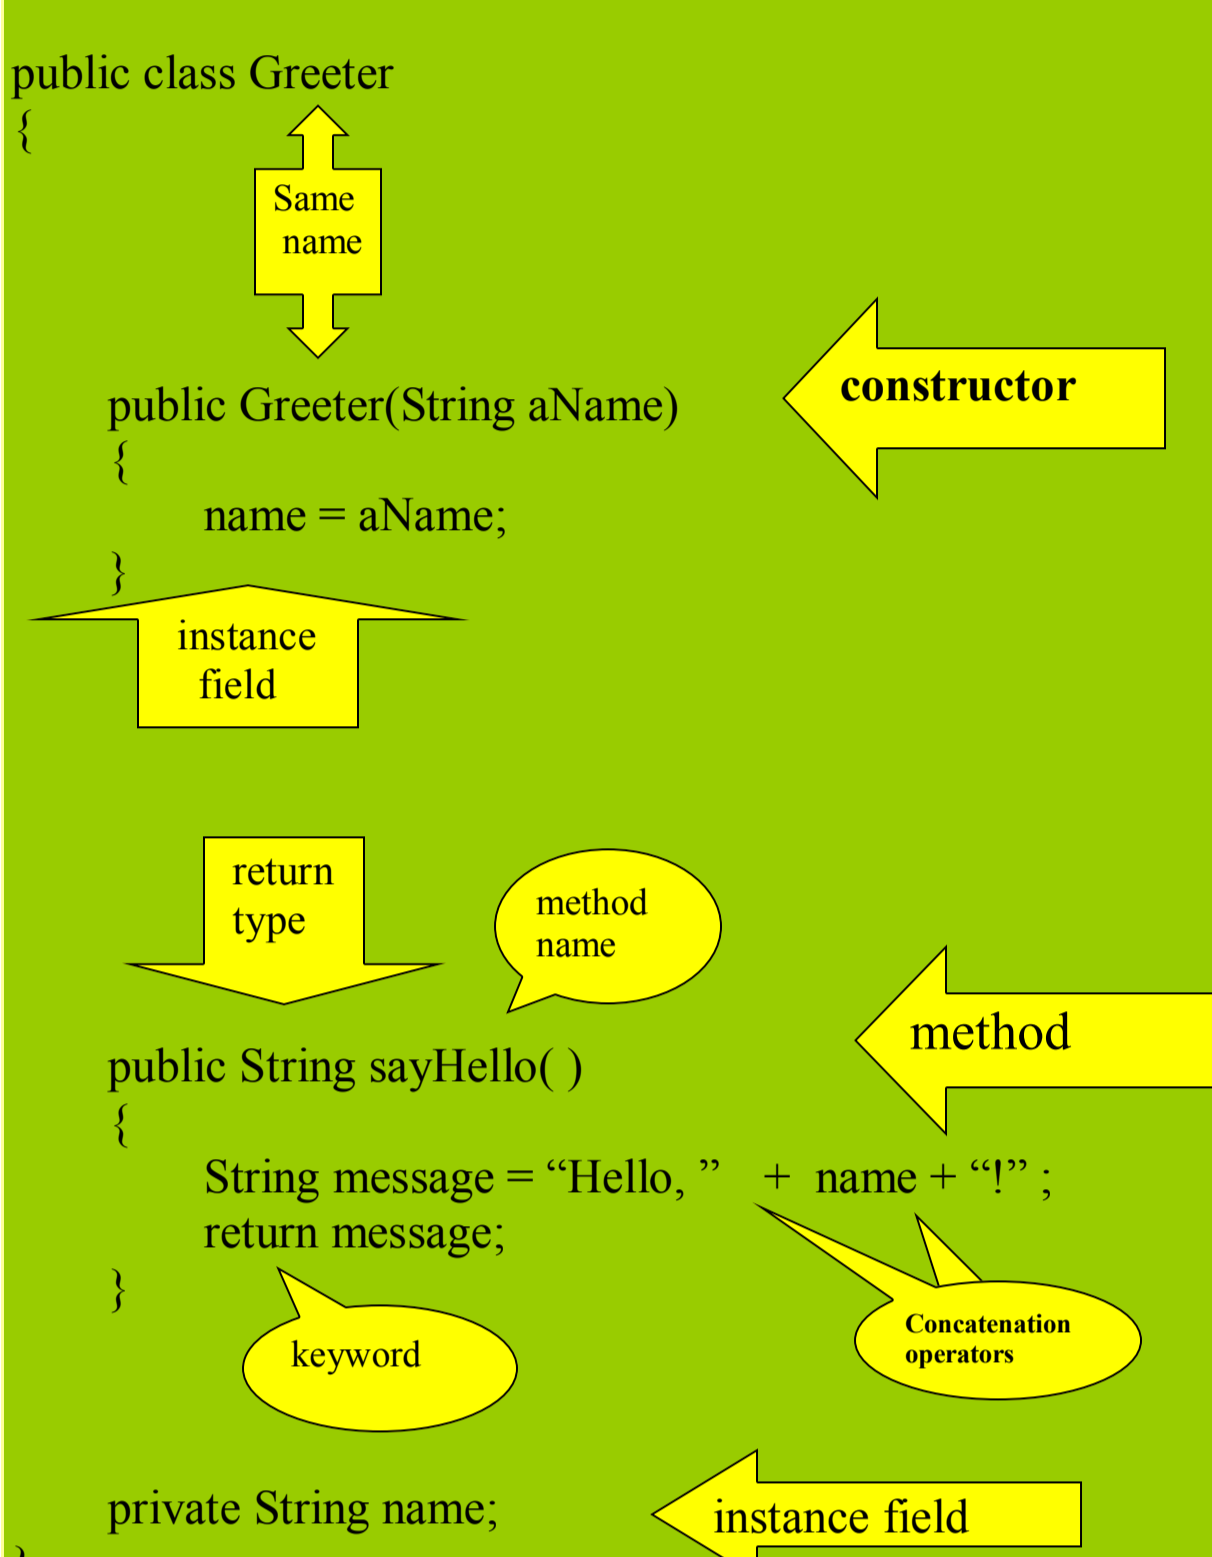 public class Greeter
{
Same
name
public Greeter(String aName)
constructor
{
name = aName;
}
instance
field
return
type
method
name
public String sayHello( )
method
{
String message = “Hello, ” + name + “!” ;
return message;
}
keyword
Concatenation
operators
private String name;
instance field
}